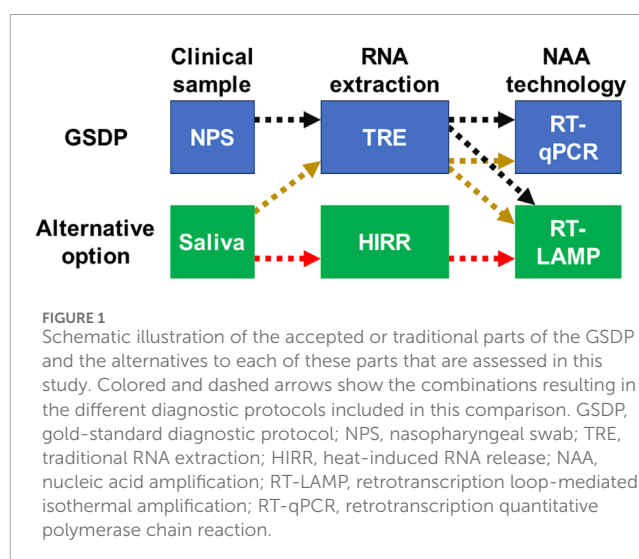 Clinical sample
RNA extraction
NAA technology
GSDP
NPS
TRE
RT-
qPCR
Alternative
option
Saliva
HIRR
RT-
LAMP
FIGURE 1
Schematic illustration of the accepted or traditional parts of the GSDP
and the alternatives to each of these parts that are assessed in this
study. Colored and dashed arrows show the combinations resulting in
the different diagnostic protocols included in this comparison. GSDP,
gold-standard diagnostic protocol; NPS, nasopharyngeal swab; TRE,
traditional RNA extraction; HIRR, heat-induced RNA release; NAA,
nucleic acid amplification; RT-LAMP, retrotranscription loop-mediated
isothermal amplification; RT-qPCR, retrotranscription quantitative
polymerase chain reaction.